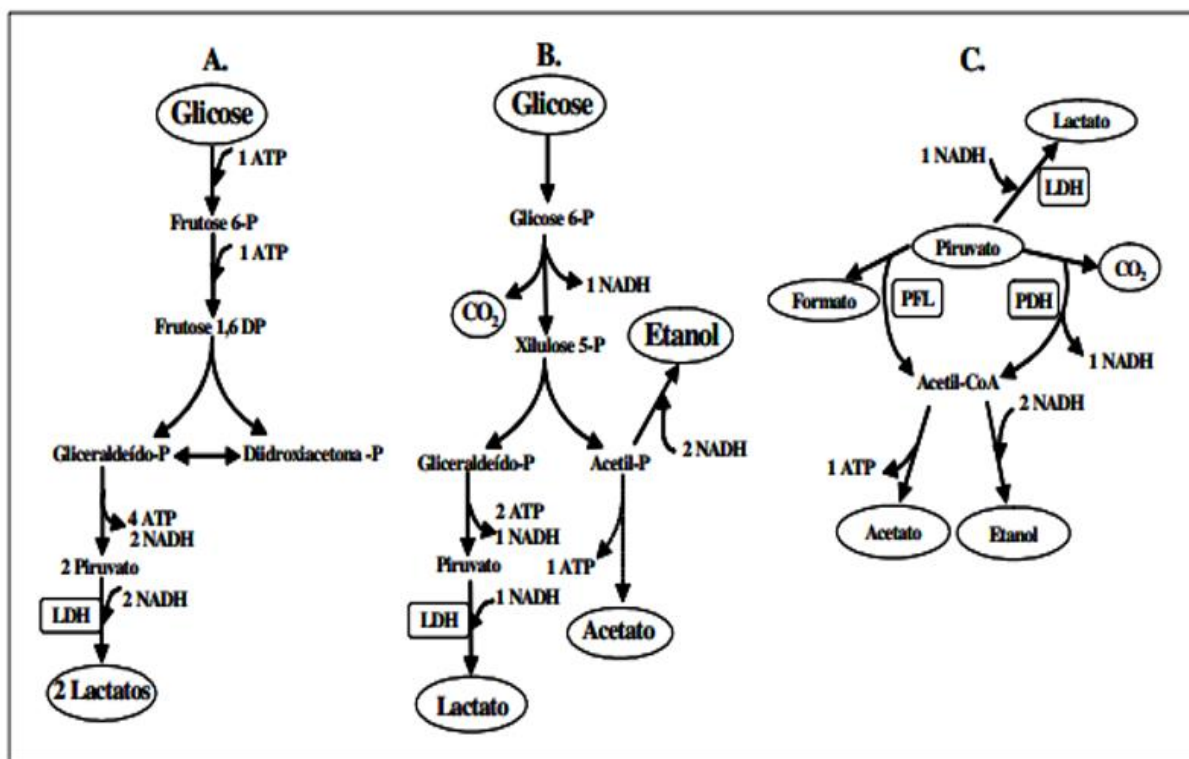 A.
Glicose
1 ATP
Frutose 6-P
1 ATP
Frutose 1,6 DP
Gliceraldeído-P
Diidroxiacetona -P
4 ATP
2 NADH
2 Piruvato
LDH
2 NADH
2 Lactatos
B.
Glicose
Glicose 6-P
1 NADH
CO₂
Xilulose 5-P
Etanol
Gliceraldeído-P
Acetil-P
2 NADH
2 ATP
1 NADH
Piruvato
1 ATP
LDH
1 NADH
Acetato
Lactato
C.
Lactato
1 NADH
LDH
Piruvato
CO₂
Formato
PFL
PDH
1 NADH
Acetil-CoA
2 NADH
1 ATP
Acetato
Etanol